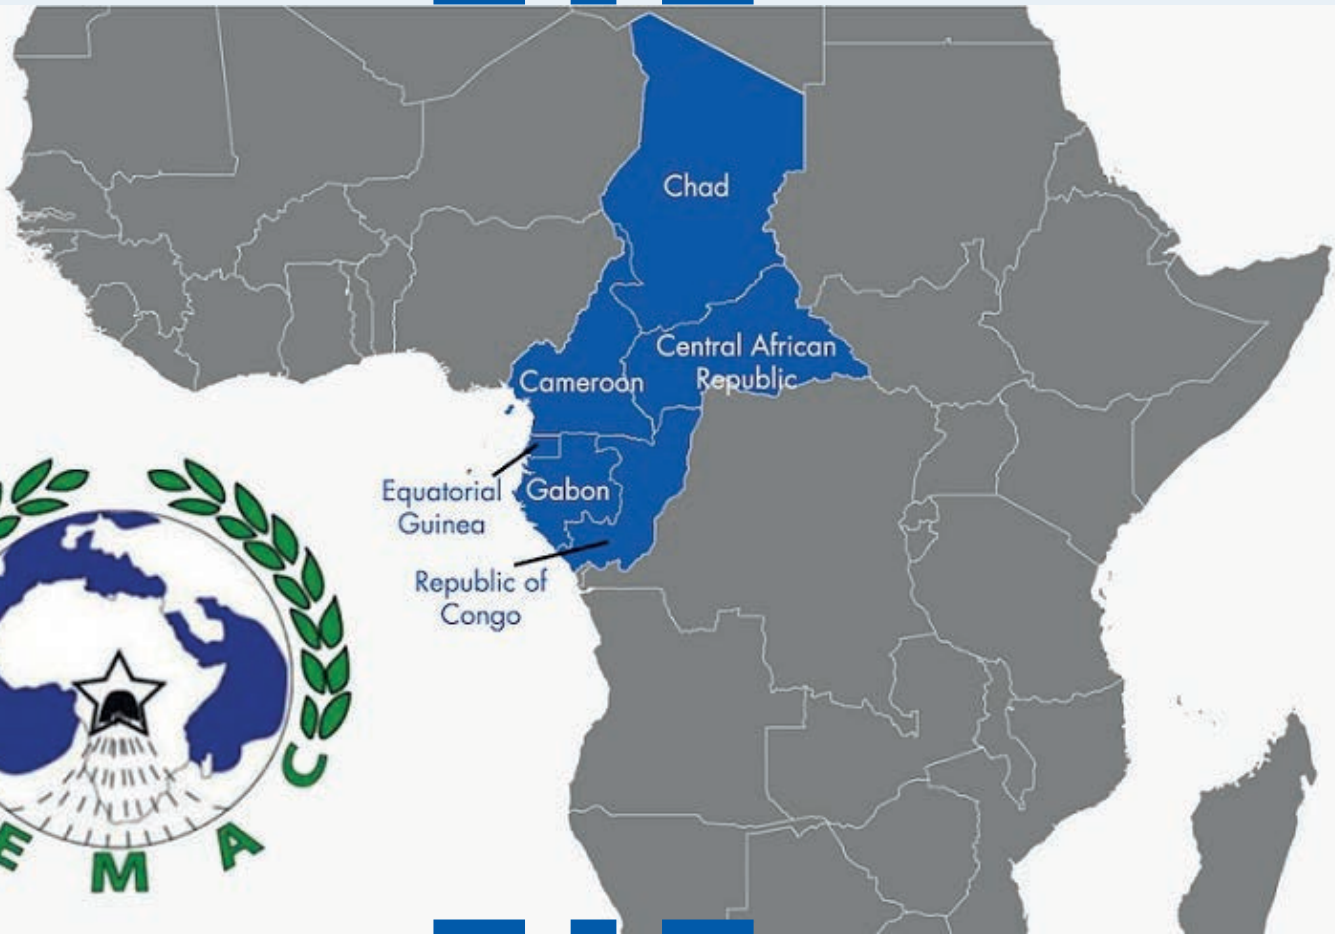 Chad
Central African
Republic
Cameroon
Equatorial
Guinea
Gabon
Republic of
Congo
E M A C